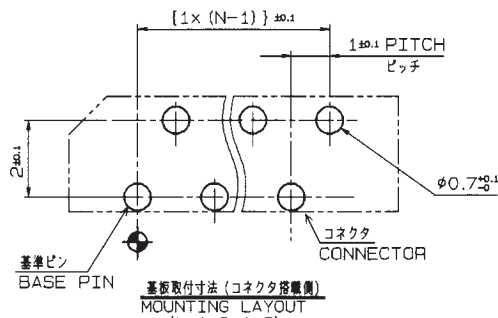 {1×(N-1)}±0.1
1±0.1 PITCH
ピッチ
2±0.1
φ0.7+0.1-0
基準ピン
BASE PIN
コネクタ
CONNECTOR
基板取付寸法(コネクタ搭載側)
MOUNTING LAYOUT